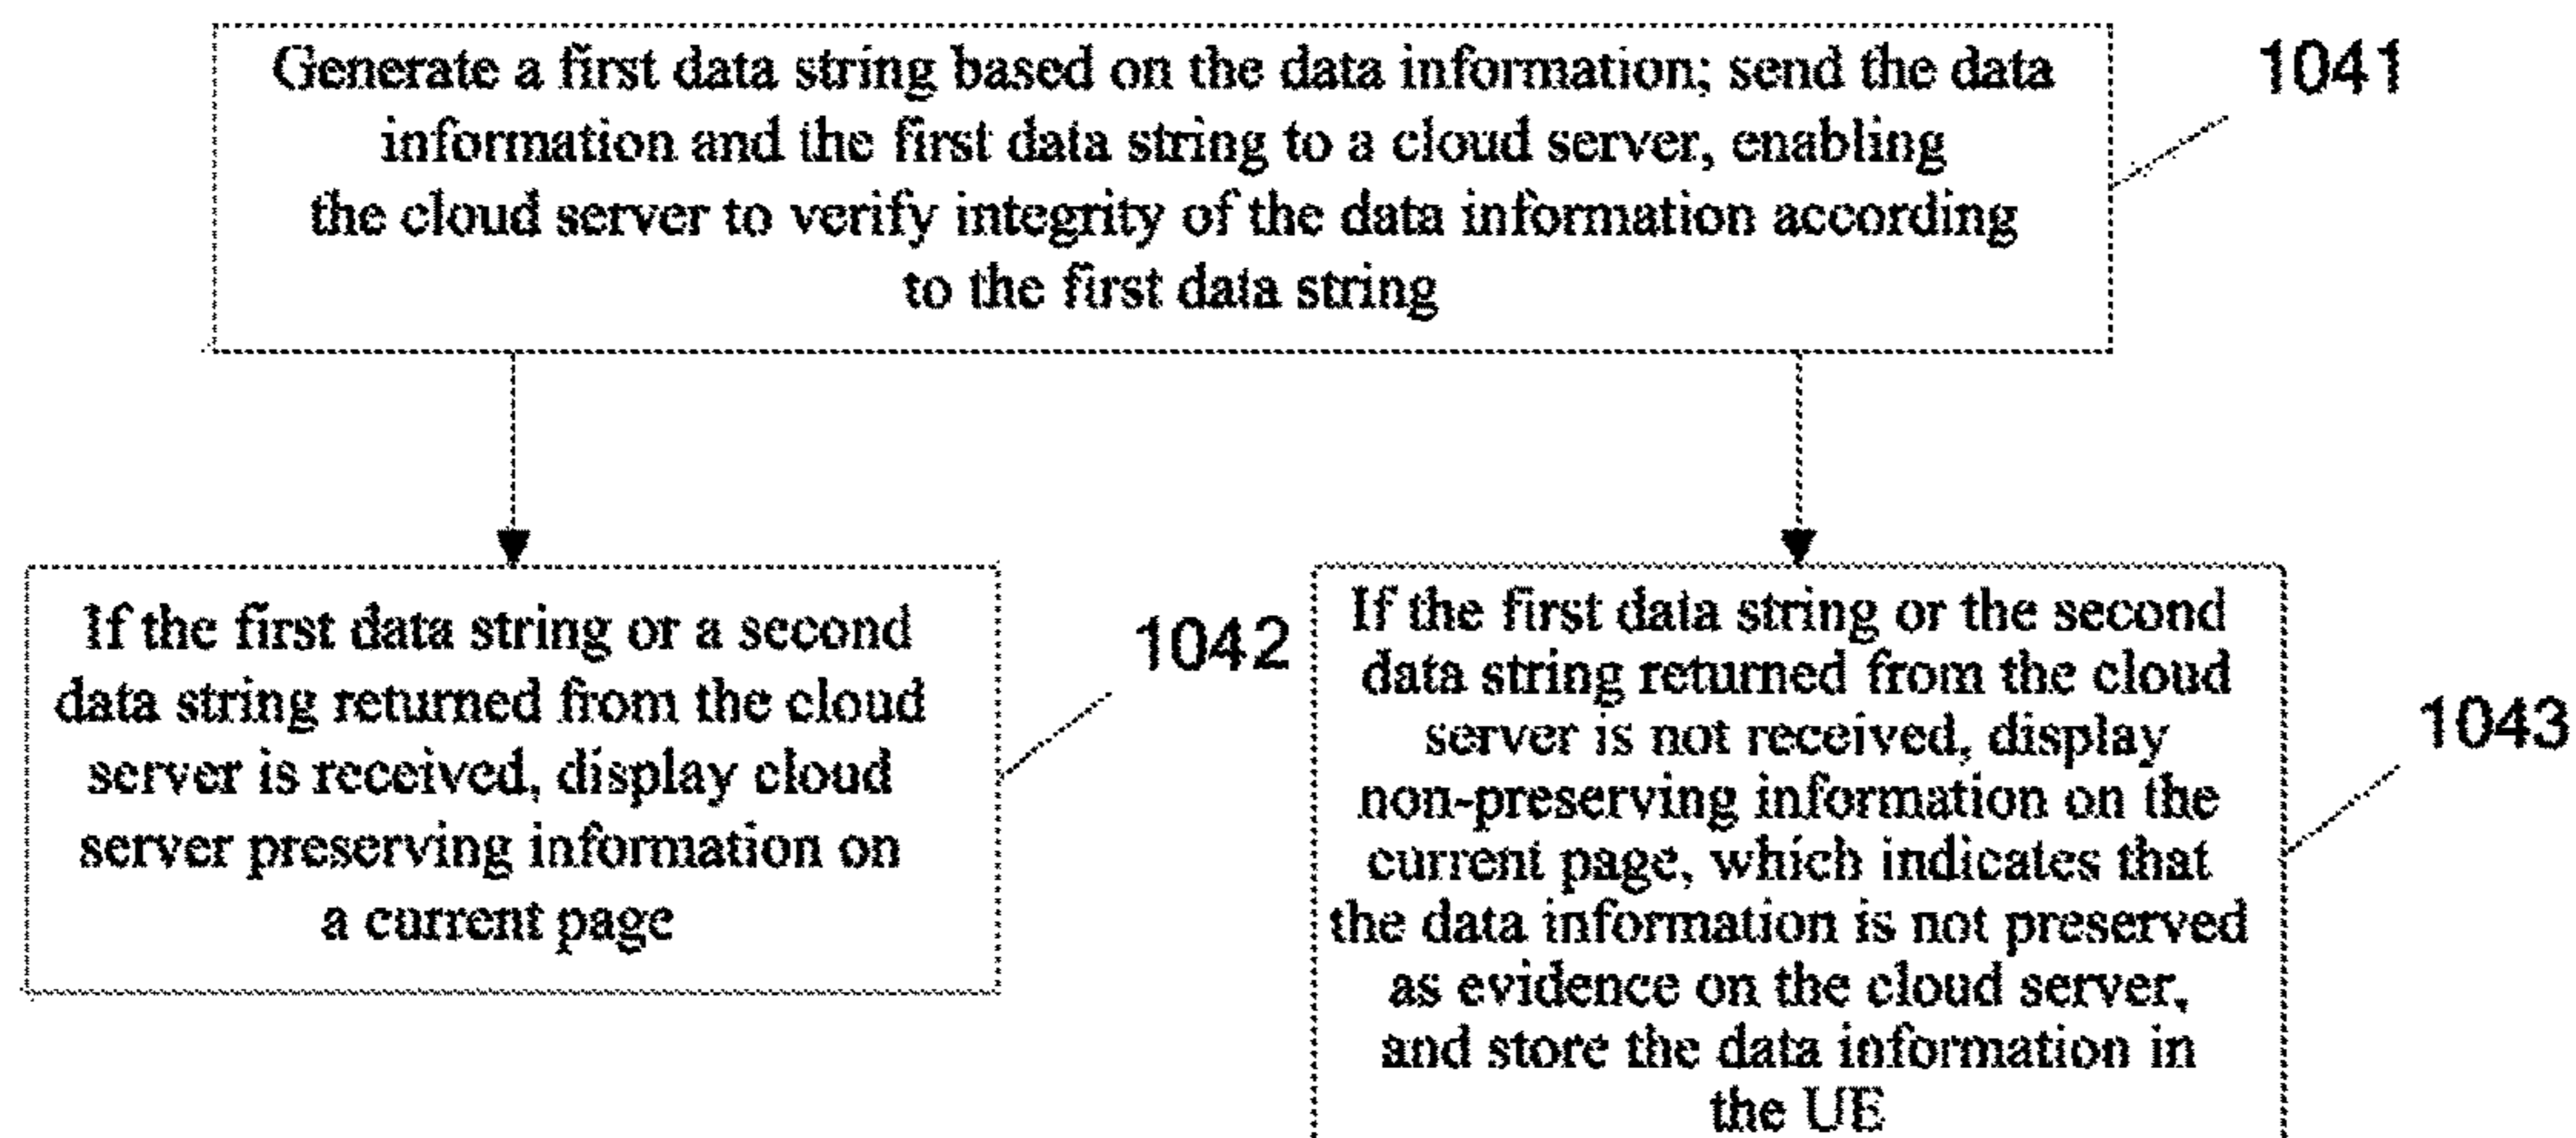 Generate a first data string based on the data information; send the data
information and the first data string to a cloud server, enabling
the cloud server to verify integrity of the data information according
to the first data string
1041
If the first data string or a second
data string returned from the cloud
server is received, display cloud
server preserving information on
a current page
1042
If the first data string or the second
data string returned from the cloud
server is not received, display
non-preserving information on the
current page, which indicates that
the data information is not preserved
as evidence on the cloud server,
and store the data information in
the UE
1043